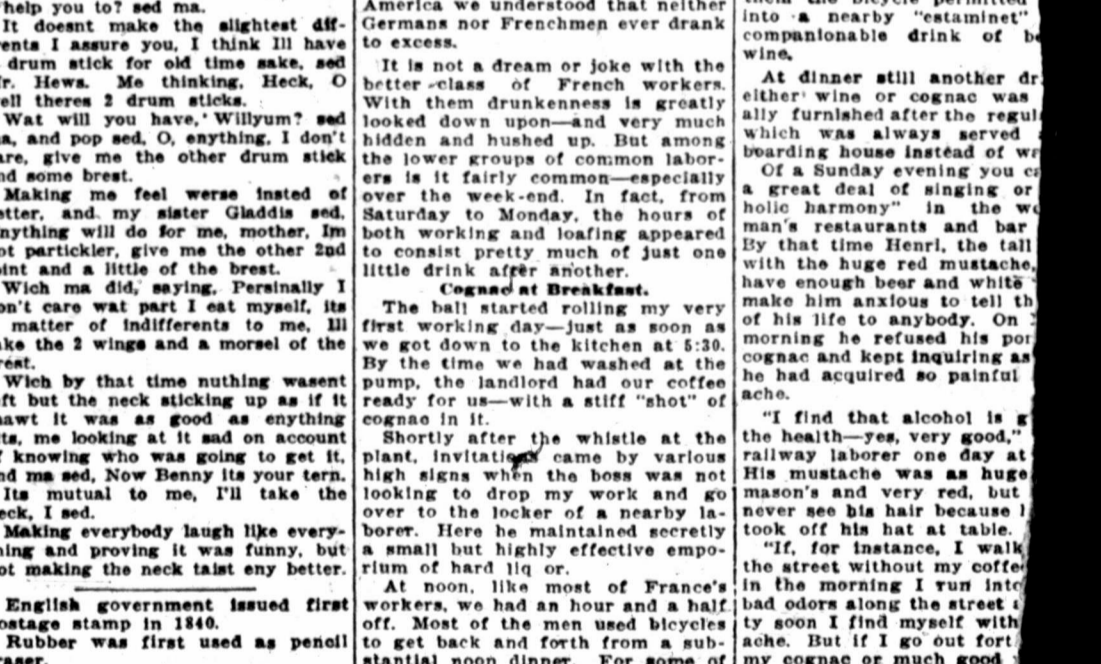 help you to? sed ma.
It doesnt make the slightest dif-
ents I assure you, I think Ill have
drum stick for old time sake, sed
r. Hews. Me thinking, Heck, O
ell theres 2 drum sticks.
Wat will you have, Willyum? sed
a, and pop sed, O, enything, I don't
are, give me the other drum stick
nd some brest.
Making me feel werse insted of
etter, and my sister Gladdis sed,
nything will do for me, mother, Im
ot partickler, give me the other 2nd
int and a little of the brest.
Wich ma did, saying, Persinally I
on't care wat part I eat myself, its
matter of indifferents to me, Ill
ake the 2 wings and a morsel of the
rest.
Wich by that time nuthing wasent
ft but the neck sticking up as if it
hawt it was as good as enything
ts, me looking at it sad on account
f knowing who was going to get it,
nd ma sed, Now Benny its your tern.
Its mutual to me, I'll take the
eck, I sed.
Making everybody laugh like every-
hing and proving it was funny, but
ot making the neck taist eny better.
English government issued first
ostage stamp in 1840.
Rubber was first used as pencil
raser.
America we understood that neither
Germans nor Frenchmen ever drank
to excess.
It is not a dream or joke with the
better class of French workers.
With them drunkenness is greatly
looked down upon—and very much
hidden and hushed up. But among
the lower groups of common labor-
ers is it fairly common—especially
over the week-end. In fact, from
Saturday to Monday, the hours of
both working and loafing appeared
to consist pretty much of just one
little drink after another.
Cognac at Breakfast.
The ball started rolling my very
first working day—just as soon as
we got down to the kitchen at 5:30.
By the time we had washed at the
pump, the landlord had our coffee
ready for us—with a stiff "shot" of
cognac in it.
Shortly after the whistle at the
plant, invitations came by various
high signs when the boss was not
looking to drop my work and go
over to the locker of a nearby la-
borer. Here he maintained secretly
a small but highly effective empo-
rium of hard liq or.
At noon, like most of France's
workers, we had an hour and a half
off. Most of the men used bicycles
to get back and forth from a sub-
stantial noon dinner. For some of
them the bicycle permitted
into a nearby "estaminet"
companionable drink of be
wine.
At dinner still another dr
either wine or cognac was
ally furnished after the regul
which was always served
boarding house instead of wa
Of a Sunday evening you ca
a great deal of singing or
holic harmony" in the wo
man's restaurants and bar
By that time Henri, the tall
with the huge red mustache,
have enough beer and white
make him anxious to tell th
of his life to anybody. On
morning he refused his por
cognac and kept inquiring as
he had acquired so painful
ache.
"I find that alcohol is g
the health—yes, very good,"
railway laborer one day at
His mustache was as huge
mason's and very red, but
never see his hair because
took off his hat at table.
"If, for instance, I walk
the street without my coffe
in the morning I run into
bad odors along the street
ty soon I find myself with
ache. But if I go out fort
my cognac or much good